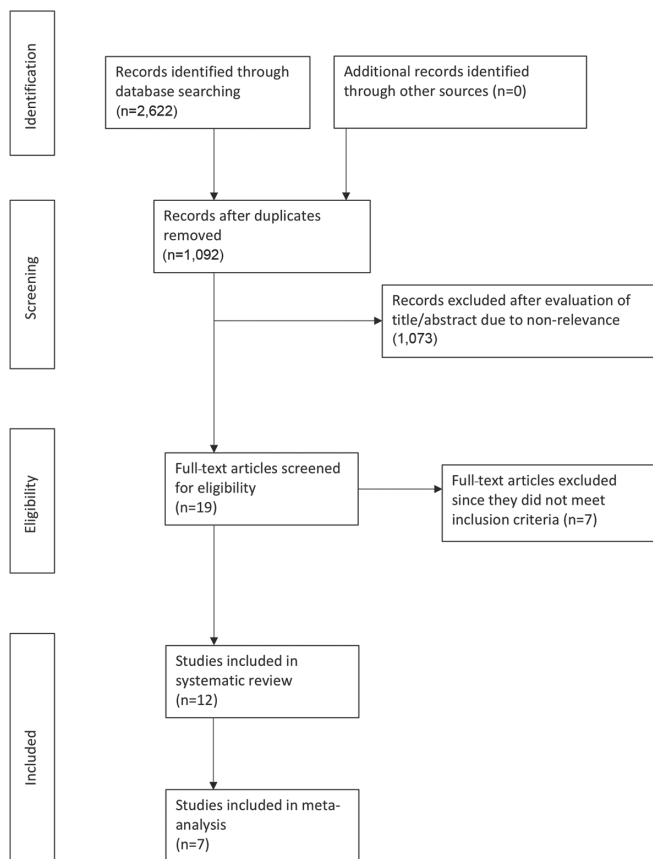 Identification
Records identified through
database searching
(n=2,622)
Additional records identified
through other sources (n=0)
Screening
Records after duplicates
removed
(n=1,092)
Records excluded after evaluation of
title/abstract due to non-relevance
(1,073)
Eligibility
Full-text articles screened
for eligibility
(n=19)
Full-text articles excluded
since they did not meet
inclusion criteria (n=7)
Included
Studies included in
systematic review
(n=12)
Studies included in meta-
analysis
(n=7)